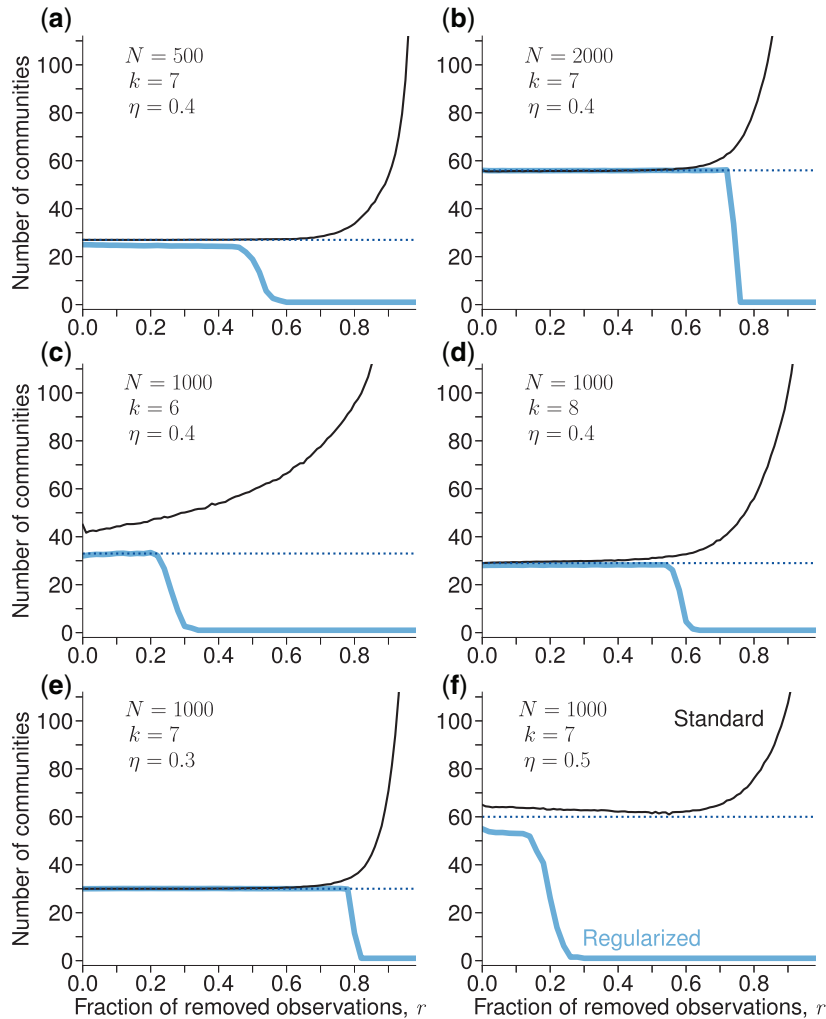 (a)
N = 500
k = 7
η = 0.4
Number of communities
100
80
60
40
20
0
0.0 0.2 0.4 0.6 0.8
(b)
N = 2000
k = 7
η = 0.4
100
80
60
40
20
0
0.0 0.2 0.4 0.6 0.8
(c)
N = 1000
k = 6
η = 0.4
Number of communities
100
80
60
40
20
0
0.0 0.2 0.4 0.6 0.8
(d)
N = 1000
k = 8
η = 0.4
100
80
60
40
20
0
0.0 0.2 0.4 0.6 0.8
(e)
N = 1000
k = 7
η = 0.3
Number of communities
100
80
60
40
20
0
0.0 0.2 0.4 0.6 0.8
Fraction of removed observations, r
(f)
N = 1000
k = 7
η = 0.5
Standard
Regularized
100
80
60
40
20
0
0.0 0.2 0.4 0.6 0.8
Fraction of removed observations, r